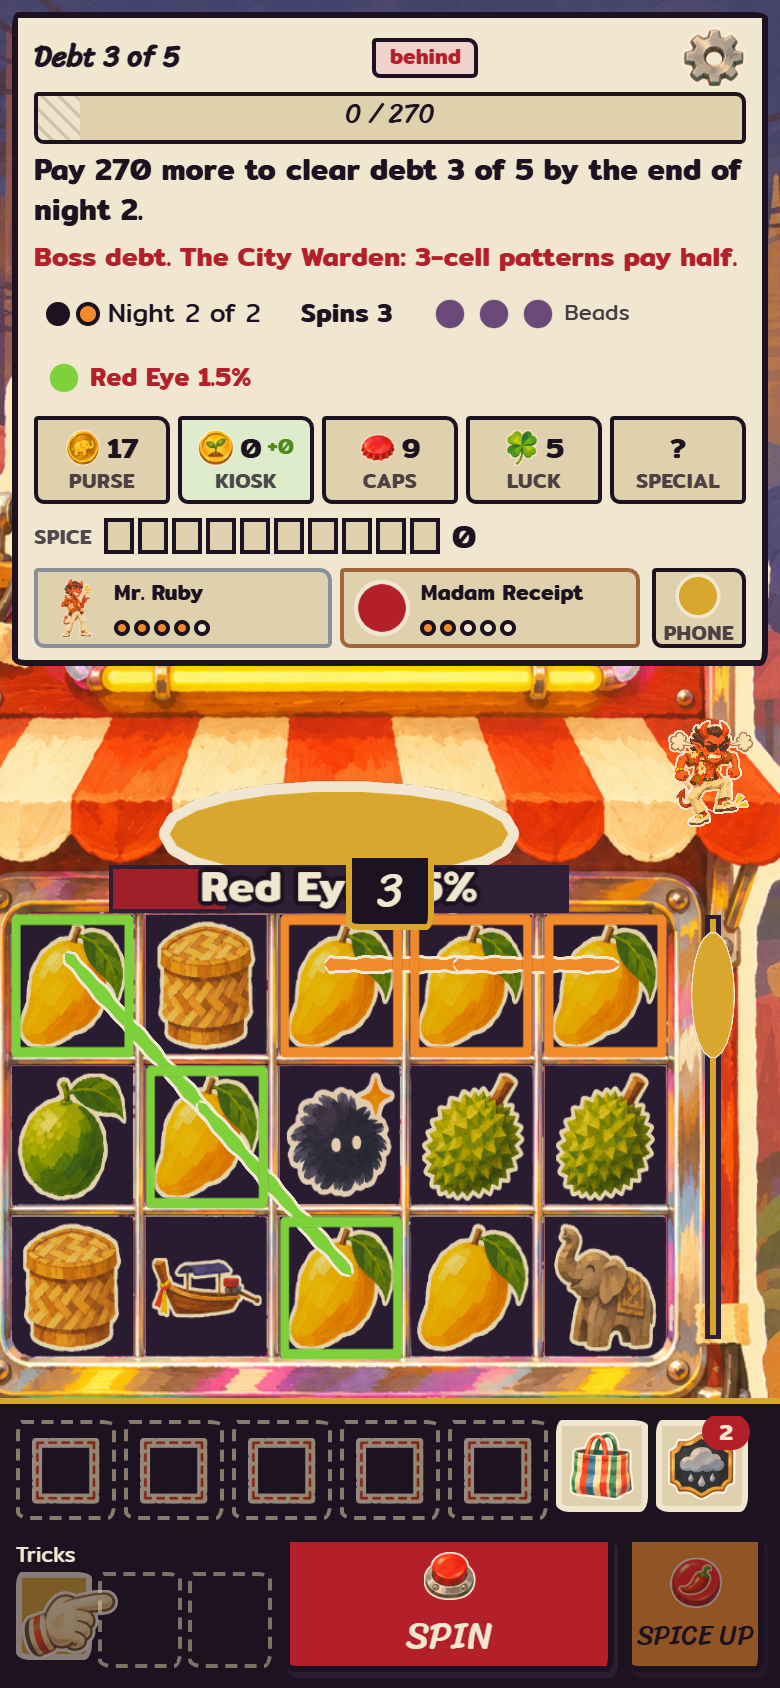 Debt 3 of 5
behind
0 / 270
Pay 270 more to clear debt 3 of 5 by the end of
night 2.
Boss debt. The City Warden: 3-cell patterns pay half.
Night 2 of 2 Spins 3 Beads
Red Eye 1.5%
17 0 +0 9 5 ?
PURSE KIOSK CAPS LUCK SPECIAL
SPICE 0
Mr. Ruby Madam Receipt
PHONE
Red Ey 3 5%
2
Tricks
SPIN SPICE UP